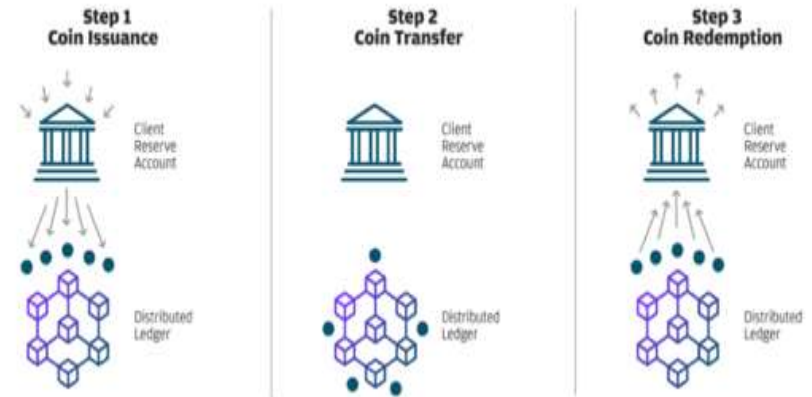 Step 1
Coin Issuance
Client
Reserve
Account
Distributed
Ledger
Step 2
Coin Transfer
Client
Reserve
Account
Distributed
Ledger
Step 3
Coin Redemption
Client
Reserve
Account
Distributed
Ledger